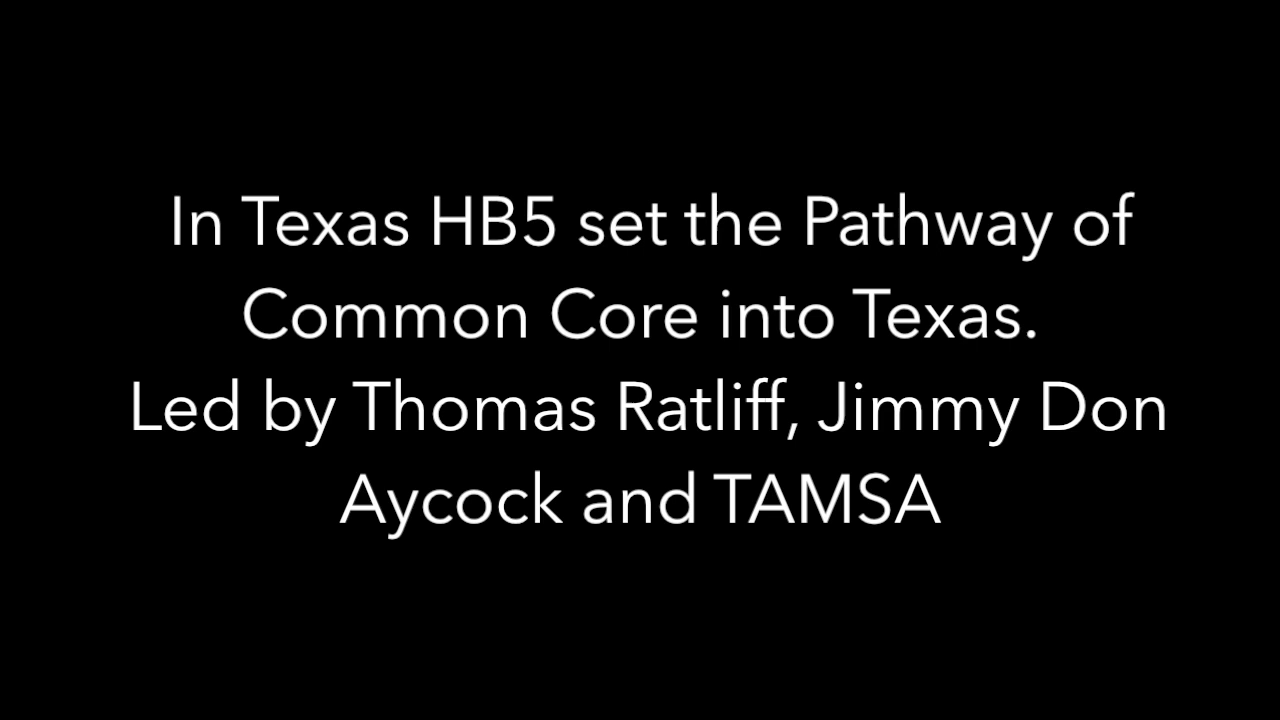 In Texas HB5 set the Pathway of
Common Core into Texas.
Led by Thomas Ratliff, Jimmy Don
Aycock and TAMSA